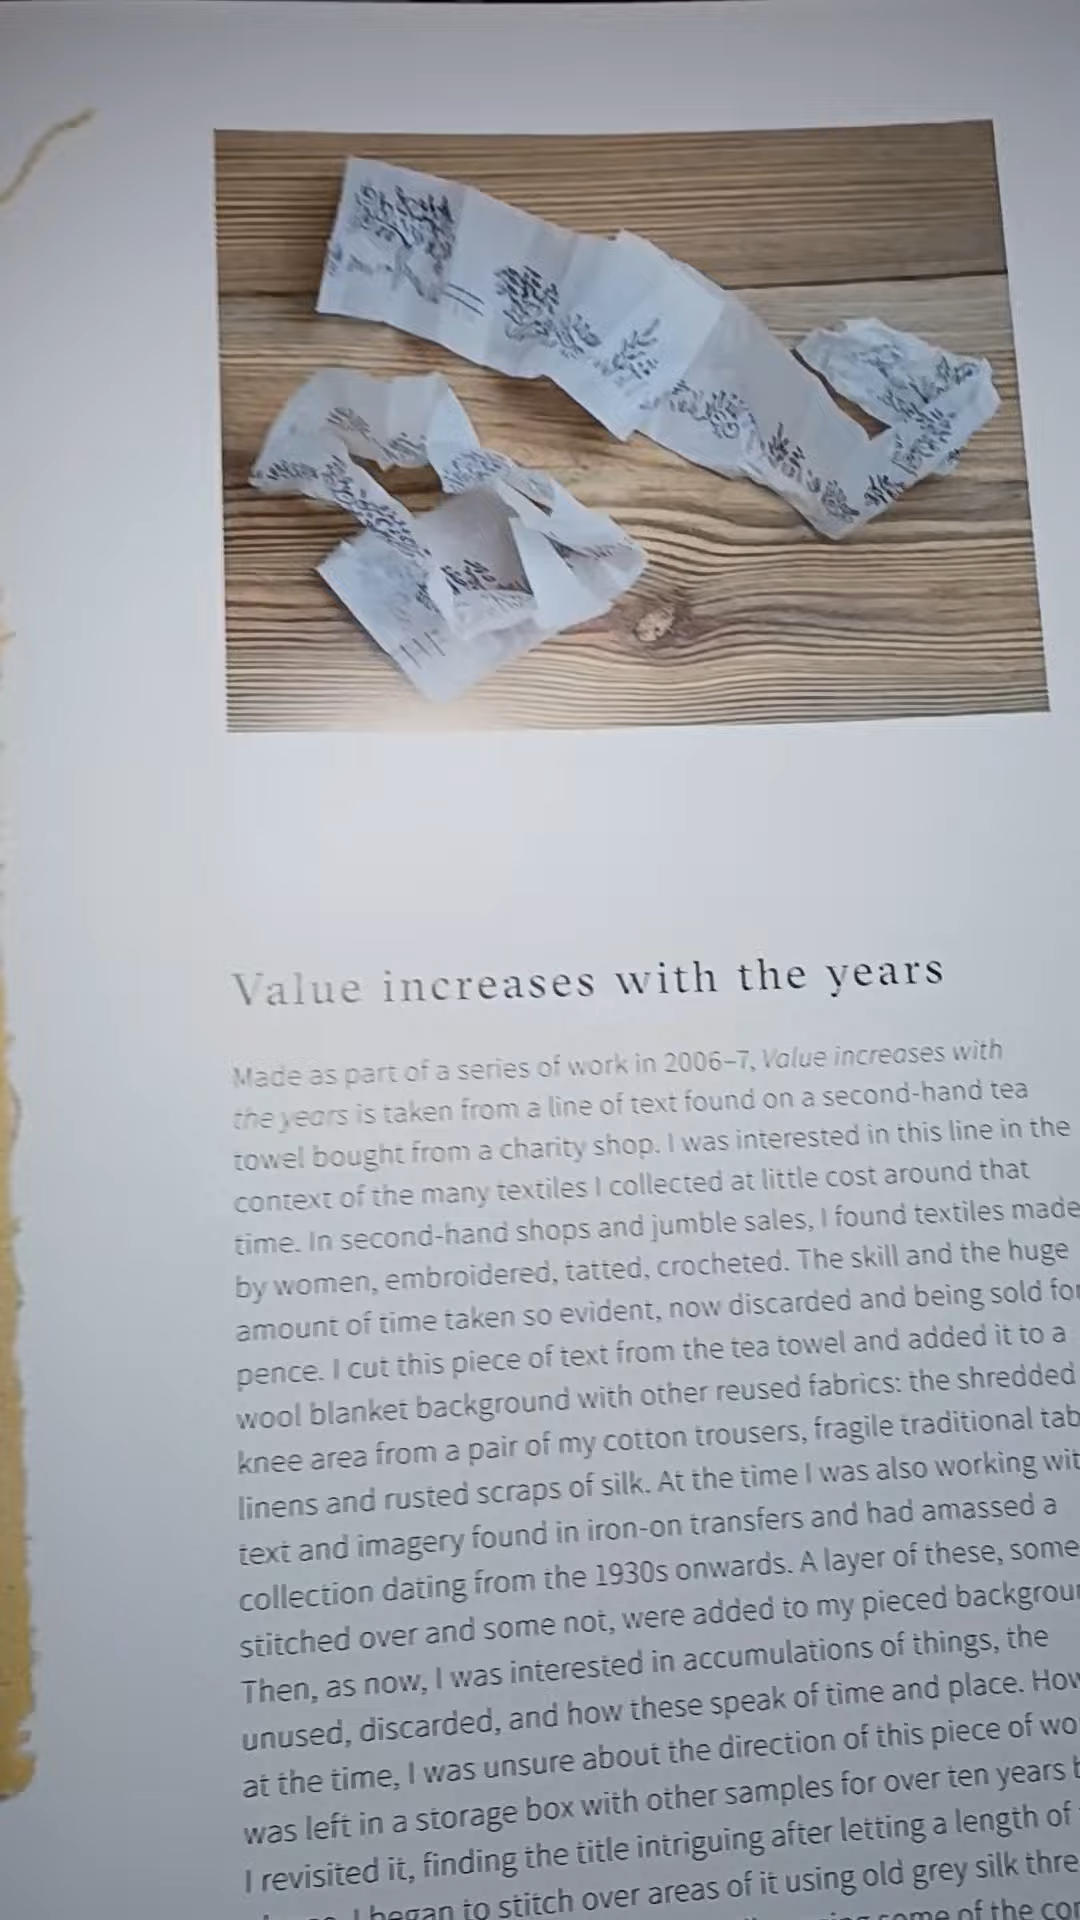 Value increases with the years
Made as part of a series of work in 2006–7, Value increases with
the years is taken from a line of text found on a second-hand tea
towel bought from a charity shop. I was interested in this line in the
context of the many textiles I collected at little cost around that
time. In second-hand shops and jumble sales, I found textiles made
by women, embroidered, tatted, crocheted. The skill and the huge
amount of time taken so evident, now discarded and being sold for
pence. I cut this piece of text from the tea towel and added it to a
wool blanket background with other reused fabrics: the shredded
knee area from a pair of my cotton trousers, fragile traditional
linens and rusted scraps of silk. At the time I was also working
text and imagery found in iron-on transfers and had amassed a
collection dating from the 1930s onwards. A layer of these, some
stitched over and some not, were added to my pieced
Then, as now, I was interested in accumulations of things, the
unused, discarded, and how these speak of time and place.
at the time, I was unsure about the direction of this piece of
was left in a storage box with other samples for over ten years
I revisited it, finding the title intriguing after letting a length of
I began to stitch over areas of it using old grey silk
some of the